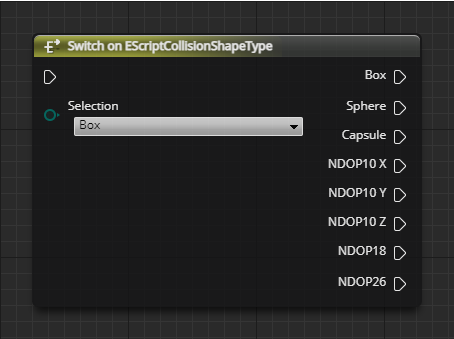 Switch on EScriptCollisionShapeType
Box
Selection
Box
Sphere
Capsule
NDOP10 X
NDOP10 Y
NDOP10 Z
NDOP18
NDOP26